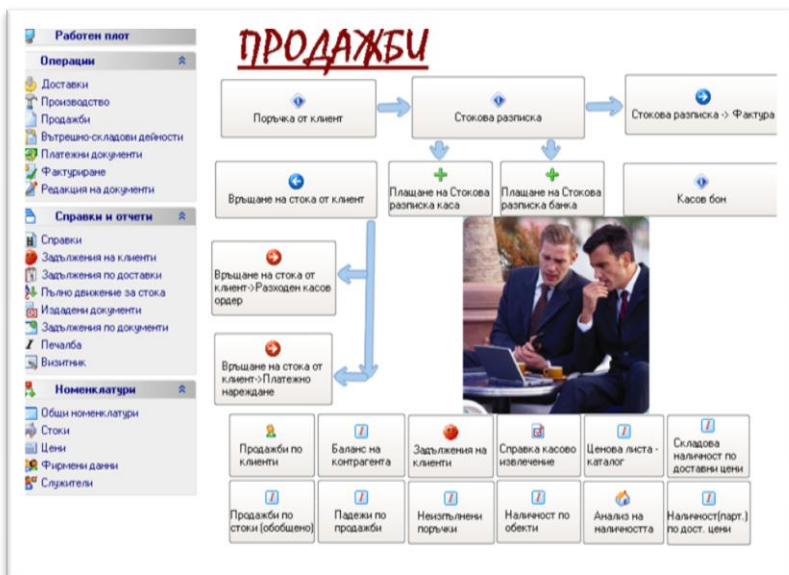 Работен плот
Операции
Доставки
Производство
Продажби
Вътрешно-складови дейности
Платежни документи
Фактуриране
Редакция на документи
Справки и отчети
Справки
Задължения на клиенти
Задължения по доставки
Пълно движение за стока
Издадени документи
Задължения по документи
Печалба
Визитник
Номенклатури
Общи номенклатури
Стоки
Цени
Фирмени данни
Служители
ПРОДАЖБИ
Поръчка от клиент
Стокова разписка
Стокова разписка -> Фактура
Връщане на стока от клиент
Плащане на Стокова
разписка каса
Плащане на Стокова
разписка банка
Касов бон
Връщане на стока от
клиент->Разходен касов
ордер
Връщане на стока от
клиент->Платежно
нареждане
Продажби по
клиенти
Баланс на
контрагента
Задължения на
клиенти
Справка касово
извлечение
Ценова листа -
каталог
Складова
наличност по
доставни цени
Продажби по
стоки (обобщено)
Падежи по
продажби
Неизпълнени
поръчки
Наличност по
обекти
Анализ на
наличността
Наличност(парт.)
по дост. цени